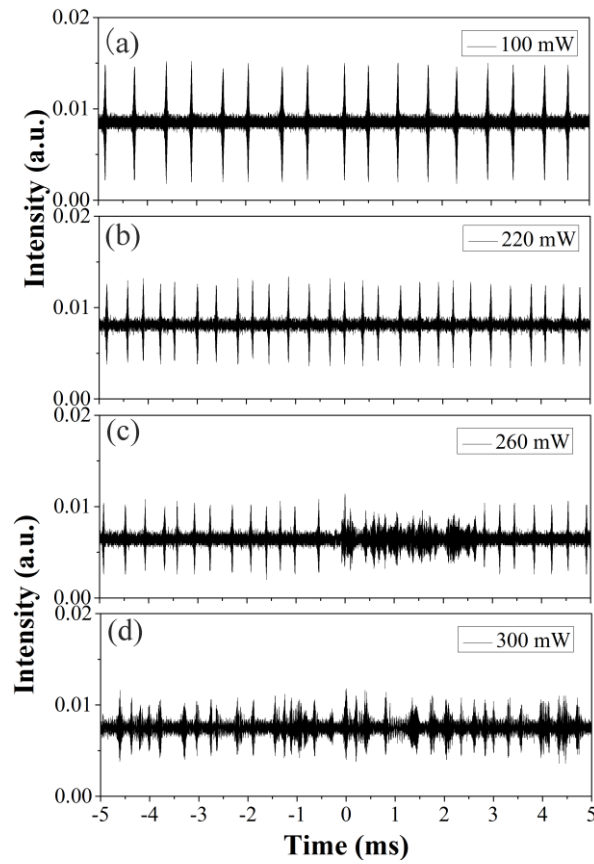 0.02
(a)
100 mW
0.01
0.00
0.02
(b)
220 mW
0.01
0.00
Intensity (a.u.)
0.02
(c)
260 mW
0.01
0.00
0.02
(d)
300 mW
0.01
0.00
Intensity (a.u.)
-5 -4 -3 -2 -1 0 1 2 3 4 5
Time (ms)